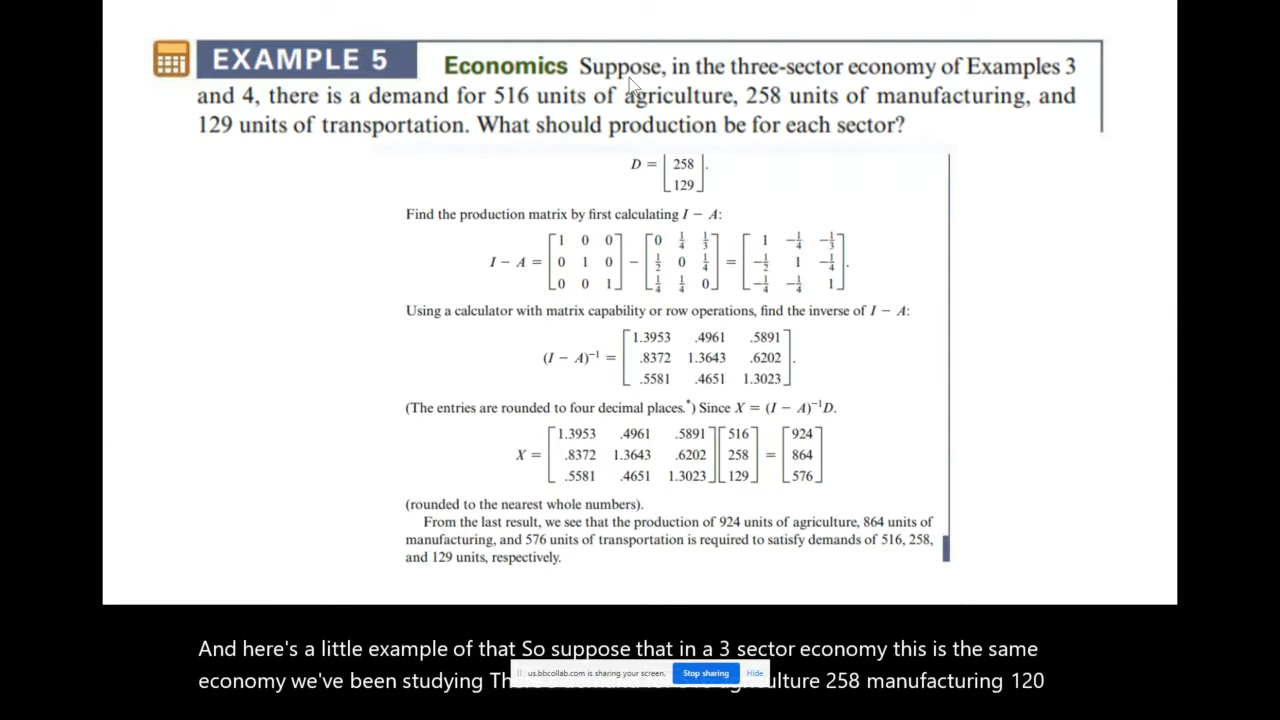 EXAMPLE 5
Economics Suppose, in the three-sector economy of Examples 3
and 4, there is a demand for 516 units of agriculture, 258 units of manufacturing, and
129 units of transportation. What should production be for each sector?
D = [ 258
129 ].
Find the production matrix by first calculating I − A:
I − A = [ 1 0 0 ; 0 1 0 ; 0 0 1 ] − [ 0 1/4 1/3 ; 1/2 0 1/4 ; 1/4 1/4 0 ] = [ 1 −1/4 −1/3 ; −1/2 1 −1/4 ; −1/4 −1/4 1 ].
Using a calculator with matrix capability or row operations, find the inverse of I − A:
(I − A)⁻¹ = [ 1.3953 .4961 .5891 ; .8372 1.3643 .6202 ; .5581 .4651 1.3023 ].
(The entries are rounded to four decimal places.*) Since X = (I − A)⁻¹D.
X = [ 1.3953 .4961 .5891 ; .8372 1.3643 .6202 ; .5581 .4651 1.3023 ] [ 516 ; 258 ; 129 ] = [ 924 ; 864 ; 576 ]
(rounded to the nearest whole numbers).
From the last result, we see that the production of 924 units of agriculture, 864 units of
manufacturing, and 576 units of transportation is required to satisfy demands of 516, 258,
and 129 units, respectively.
And here's a little example of that So suppose that in a 3 sector economy this is the same
economy we've been studying 258 manufacturing 120
us.bbcollab.com is sharing your screen. Stop sharing Hide